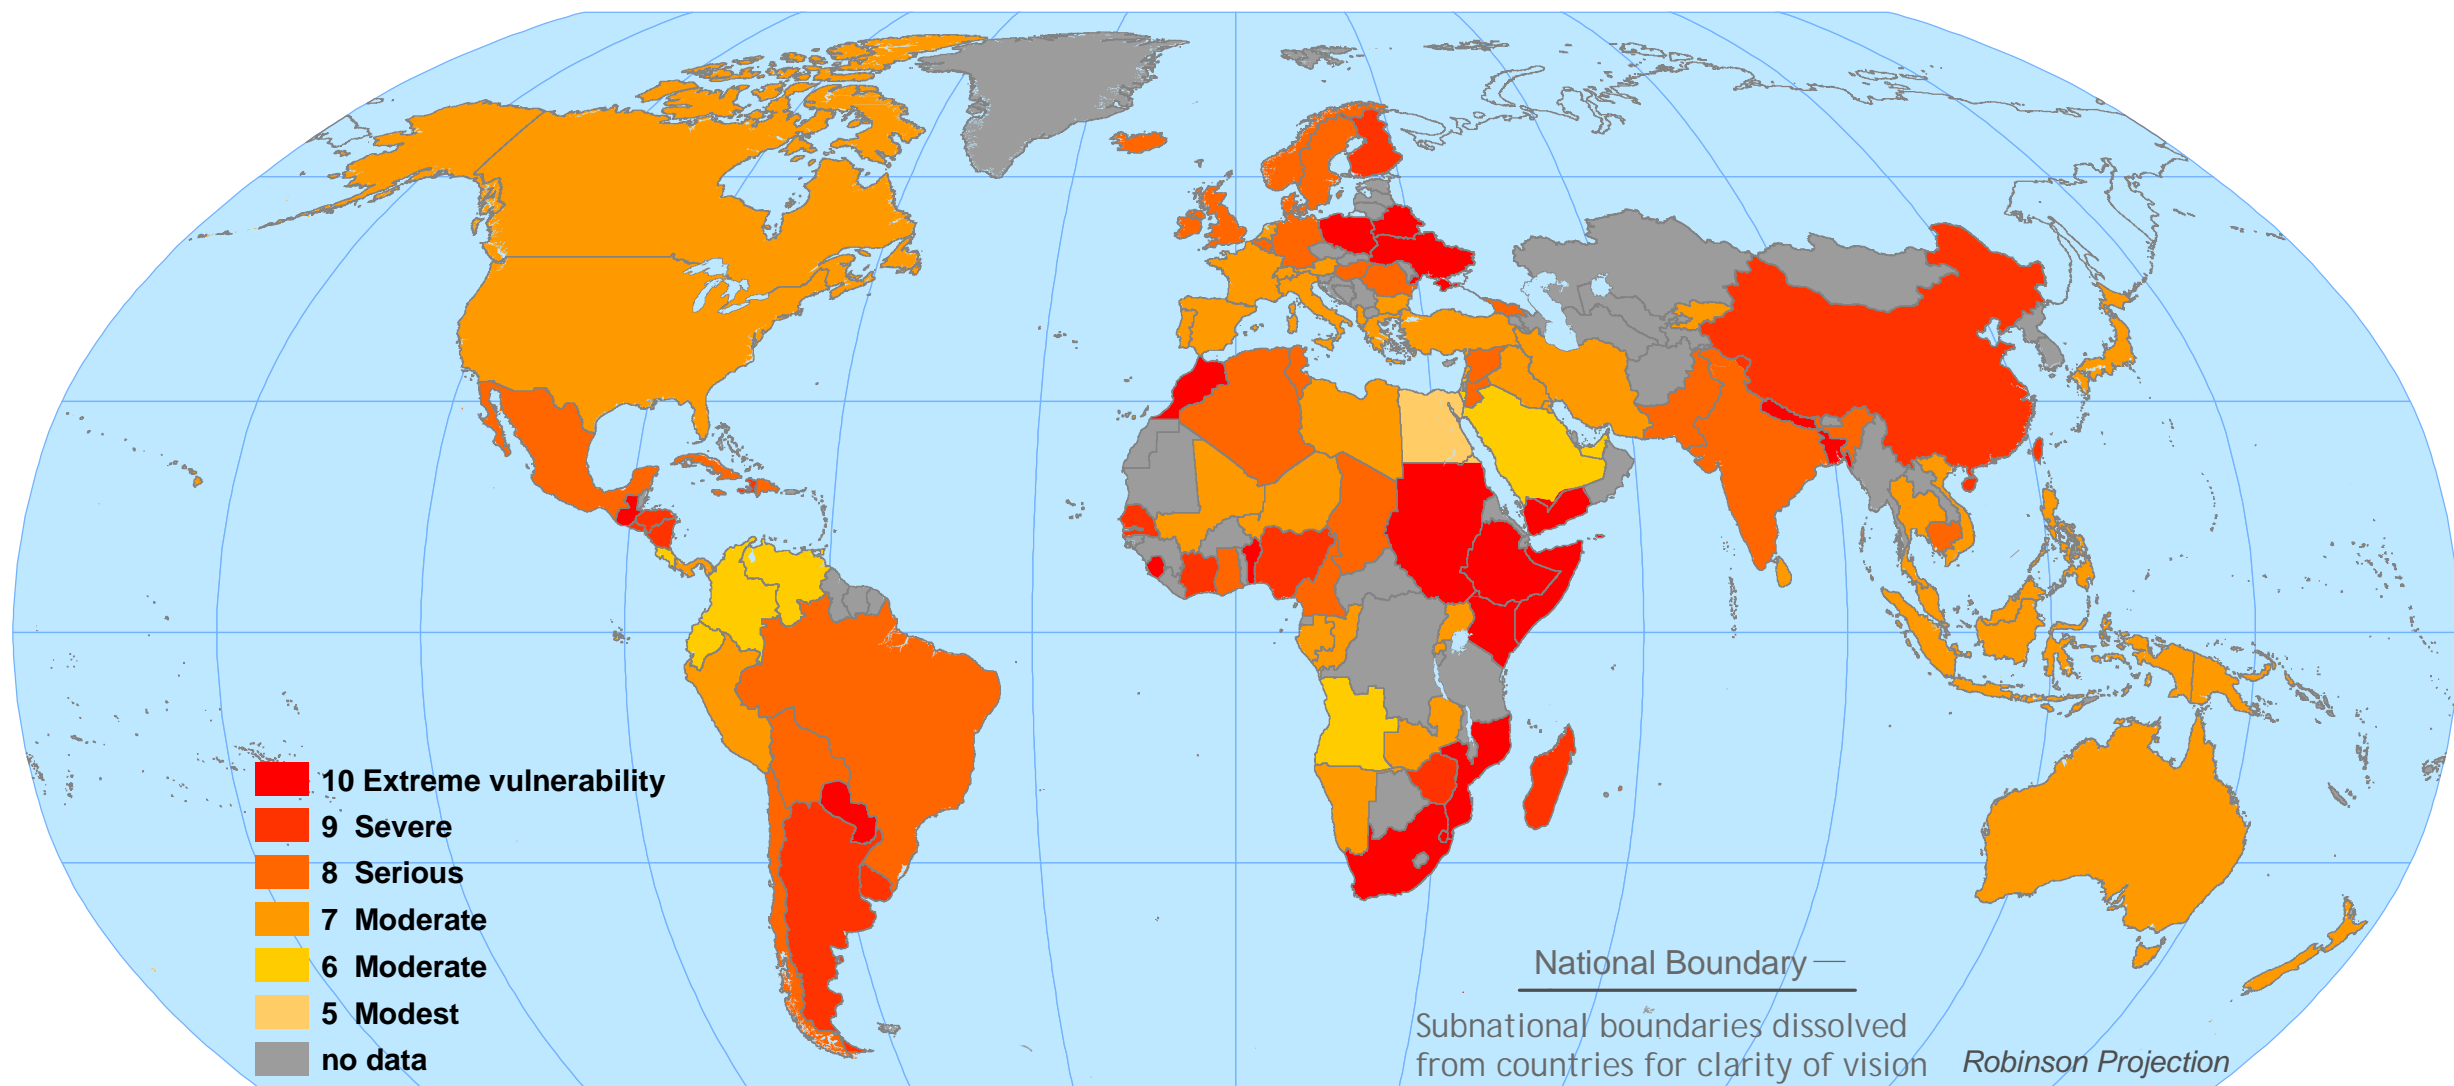 10 Extreme vulnerability
9 Severe
8 Serious
7 Moderate
6 Moderate
5 Modest
no data
National Boundary
Subnational boundaries dissolved
from countries for clarity of vision
Robinson Projection